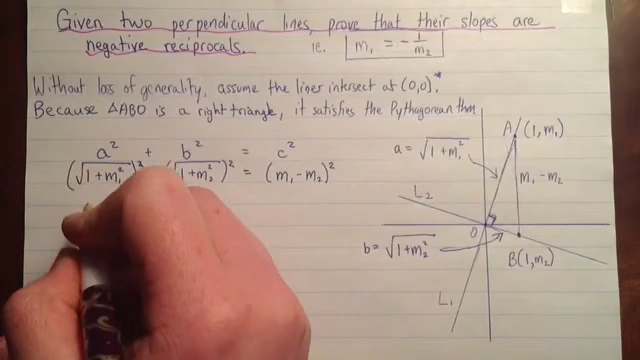 Given two perpendicular lines, prove that their slopes are
negative reciprocals. ie. m₁ = -1/m₂
Without loss of generality, assume the lines intersect at (0,0).*
Because △ABO is a right triangle, it satisfies the Pythagorean thm
a² + b² = c²
(√(1+m₁²))² (√(1+m₂²))² = (m₁-m₂)²
A (1,m₁)
a = √(1+m₁²)
m₁-m₂
L₂
O
b = √(1+m₂²)
B(1,m₂)
L₁